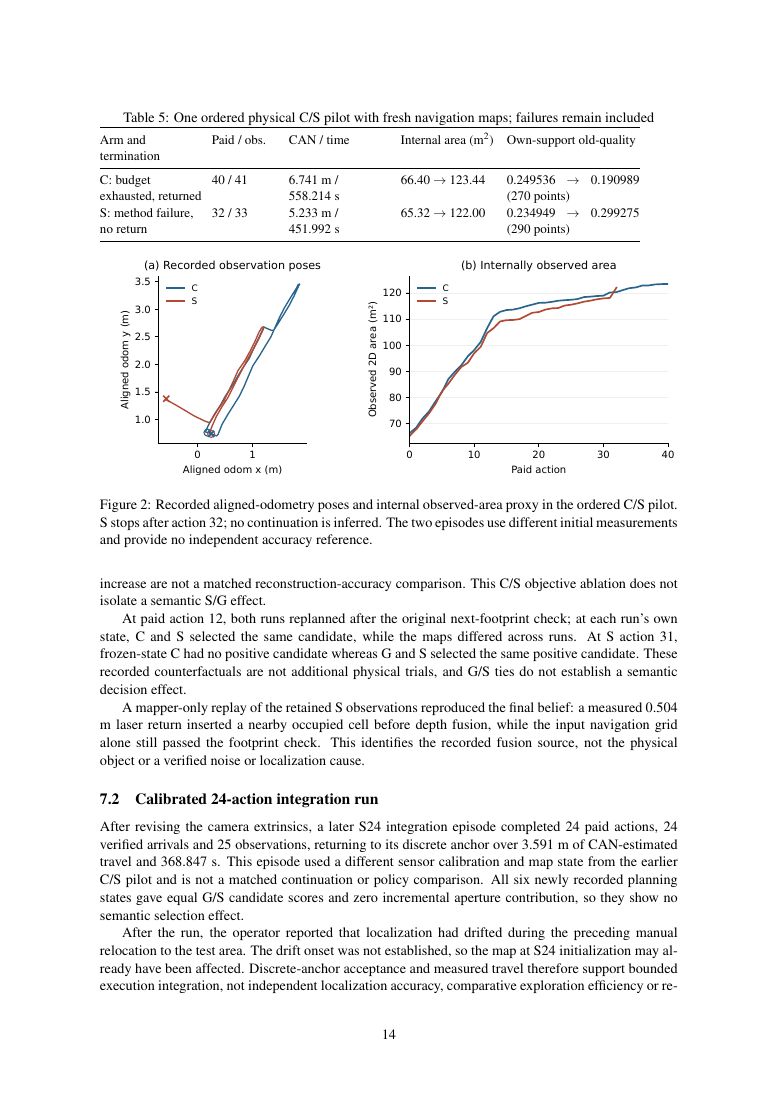 Table 5: One ordered physical C/S pilot with fresh navigation maps; failures remain included
Arm and termination Paid / obs. CAN / time Internal area (m²) Own-support old-quality
C: budget exhausted, returned 40 / 41 6.741 m / 558.214 s 66.40 → 123.44 0.249536 → 0.190989 (270 points)
S: method failure, no return 32 / 33 5.233 m / 451.992 s 65.32 → 122.00 0.234949 → 0.299275 (290 points)
(a) Recorded observation poses
C
S
3.5
3.0
2.5
2.0
1.5
1.0
Aligned odom y (m)
0 1
Aligned odom x (m)
(b) Internally observed area
C
S
120
110
100
90
80
70
Observed 2D area (m²)
0 10 20 30 40
Paid action
Figure 2: Recorded aligned-odometry poses and internal observed-area proxy in the ordered C/S pilot.
S stops after action 32; no continuation is inferred. The two episodes use different initial measurements
and provide no independent accuracy reference.
increase are not a matched reconstruction-accuracy comparison. This C/S objective ablation does not
isolate a semantic S/G effect.
At paid action 12, both runs replanned after the original next-footprint check; at each run's own
state, C and S selected the same candidate, while the maps differed across runs. At S action 31,
frozen-state C had no positive candidate whereas G and S selected the same positive candidate. These
recorded counterfactuals are not additional physical trials, and G/S ties do not establish a semantic
decision effect.
A mapper-only replay of the retained S observations reproduced the final belief: a measured 0.504
m laser return inserted a nearby occupied cell before depth fusion, while the input navigation grid
alone still passed the footprint check. This identifies the recorded fusion source, not the physical
object or a verified noise or localization cause.
7.2 Calibrated 24-action integration run
After revising the camera extrinsics, a later S24 integration episode completed 24 paid actions, 24
verified arrivals and 25 observations, returning to its discrete anchor over 3.591 m of CAN-estimated
travel and 368.847 s. This episode used a different sensor calibration and map state from the earlier
C/S pilot and is not a matched continuation or policy comparison. All six newly recorded planning
states gave equal G/S candidate scores and zero incremental aperture contribution, so they show no
semantic selection effect.
After the run, the operator reported that localization had drifted during the preceding manual
relocation to the test area. The drift onset was not established, so the map at S24 initialization may al-
ready have been affected. Discrete-anchor acceptance and measured travel therefore support bounded
execution integration, not independent localization accuracy, comparative exploration efficiency or re-
14